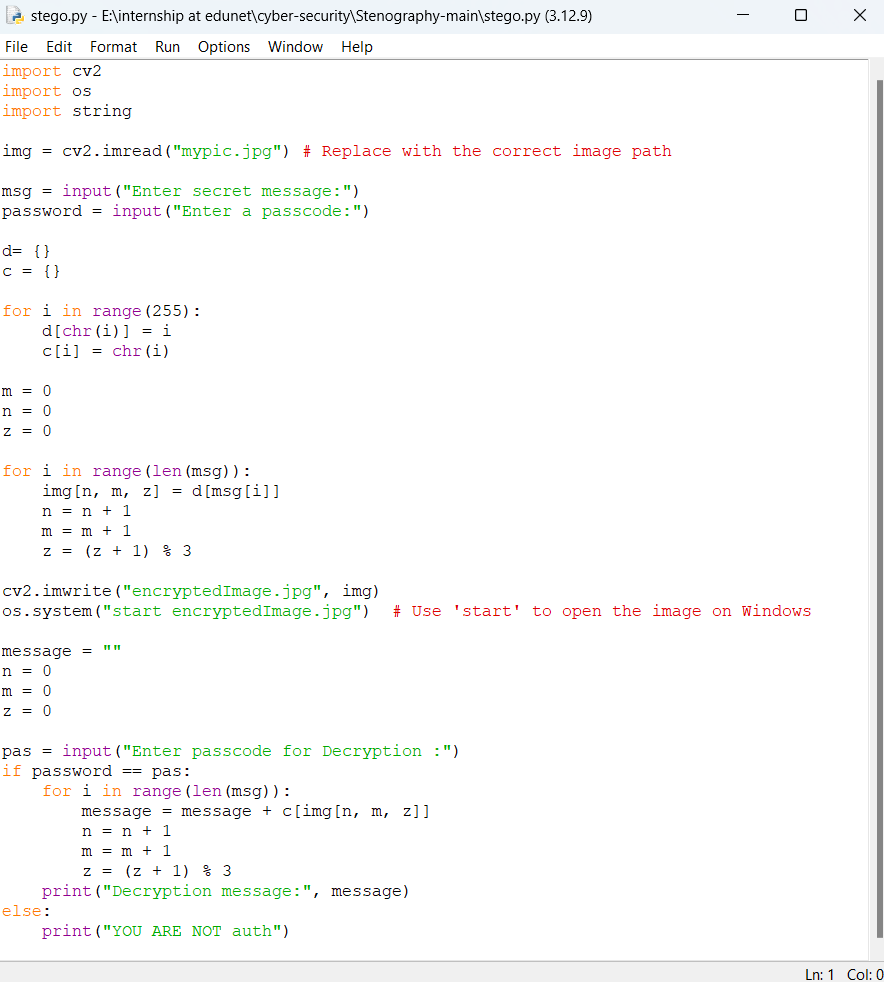 stego.py - E:\internship at edunet\cyber-security\Stenography-main\stego.py (3.12.9)
File Edit Format Run Options Window Help
import cv2
import os
import string

img = cv2.imread("mypic.jpg") # Replace with the correct image path

msg = input("Enter secret message:")
password = input("Enter a passcode:")

d= {}
c = {}

for i in range(255):
    d[chr(i)] = i
    c[i] = chr(i)

m = 0
n = 0
z = 0

for i in range(len(msg)):
    img[n, m, z] = d[msg[i]]
    n = n + 1
    m = m + 1
    z = (z + 1) % 3

cv2.imwrite("encryptedImage.jpg", img)
os.system("start encryptedImage.jpg")  # Use 'start' to open the image on Windows

message = ""
n = 0
m = 0
z = 0

pas = input("Enter passcode for Decryption :")
if password == pas:
    for i in range(len(msg)):
        message = message + c[img[n, m, z]]
        n = n + 1
        m = m + 1
        z = (z + 1) % 3
    print("Decryption message:", message)
else:
    print("YOU ARE NOT auth")
Ln: 1 Col: 0